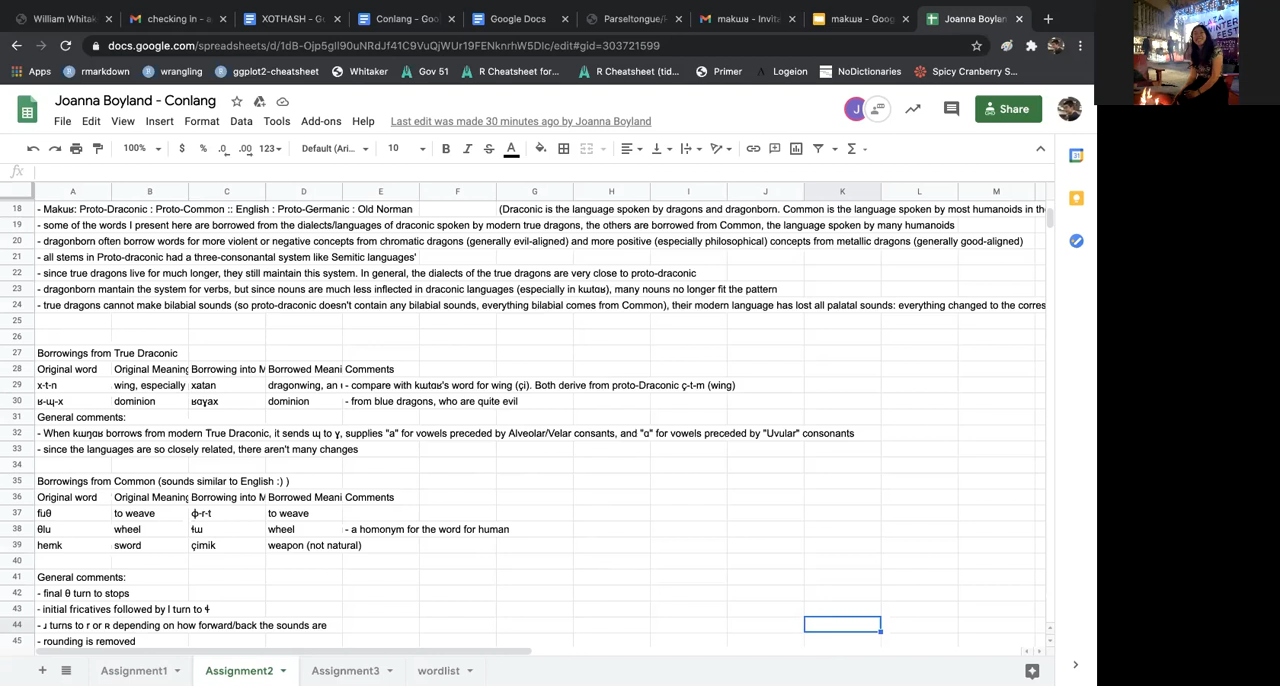 William Whitak
checking in - a
XOTHASH - G
Conlang - Goo
Google Docs
Parseltongue/
makɯʁ - Invita
makɯʁ - Goog
Joanna Boylan
docs.google.com/spreadsheets/d/1dB-Ojp5gII90uNRdJf41C9VuQjWUr19FENknrhW5DIc/edit#gid=303721599
Apps
rmarkdown
wrangling
ggplot2-cheatsheet
Whitaker
Gov 51
R Cheatsheet for...
R Cheatsheet (tid...
Primer
Logeion
NoDictionaries
Spicy Cranberry S...
Joanna Boyland - Conlang
File Edit View Insert Format Data Tools Add-ons Help Last edit was made 30 minutes ago by Joanna Boyland
J
Share
100% $ % .0 .00 123 Default (Ari... 10 B I S A
fx
A B C D E F G H I J K L M
18 - Makɯʁ: Proto-Draconic : Proto-Common :: English : Proto-Germanic : Old Norman (Draconic is the language spoken by dragons and dragonborn. Common is the language spoken by most humanoids in the
19 - some of the words I present here are borrowed from the dialects/languages of draconic spoken by modern true dragons, the others are borrowed from Common, the language spoken by many humanoids
20 - dragonborn often borrow words for more violent or negative concepts from chromatic dragons (generally evil-aligned) and more positive (especially philosophical) concepts from metallic dragons (generally good-aligned)
21 - all stems in Proto-draconic had a three-consonantal system like Semitic languages'
22 - since true dragons live for much longer, they still maintain this system. In general, the dialects of the true dragons are very close to proto-draconic
23 - dragonborn mantain the system for verbs, but since nouns are much less inflected in draconic languages (especially in kɯtɑʁ), many nouns no longer fit the pattern
24 - true dragons cannot make bilabial sounds (so proto-draconic doesn't contain any bilabial sounds, everything bilabial comes from Common), their modern language has lost all palatal sounds: everything changed to the corres
25
26
27 Borrowings from True Draconic
28 Original word Original Meaning Borrowing into M Borrowed Meani Comments
29 x-t-n wing, especially xatan dragonwing, an - compare with kɯtɑʁ's word for wing (çi). Both derive from proto-Draconic ç-t-m (wing)
30 ʁ-ɰ-x dominion ʁɑɣax dominion - from blue dragons, who are quite evil
31 General comments:
32 - When kɯŋɑʁ borrows from modern True Draconic, it sends ɰ to ɣ, supplies "a" for vowels preceded by Alveolar/Velar consants, and "ɑ" for vowels preceded by "Uvular" consonants
33 - since the languages are so closely related, there aren't many changes
34
35 Borrowings from Common (sounds similar to English :) )
36 Original word Original Meaning Borrowing into M Borrowed Meani Comments
37 fɹɪθ to weave ɸ-r-t to weave
38 θlu wheel ɬɯ wheel - a homonym for the word for human
39 hemk sword çimik weapon (not natural)
40
41 General comments:
42 - final θ turn to stops
43 - initial fricatives followed by l turn to ɬ
44 - ɹ turns to r or ʀ depending on how forward/back the sounds are
45 - rounding is removed
Assignment1
Assignment2
Assignment3
wordlist